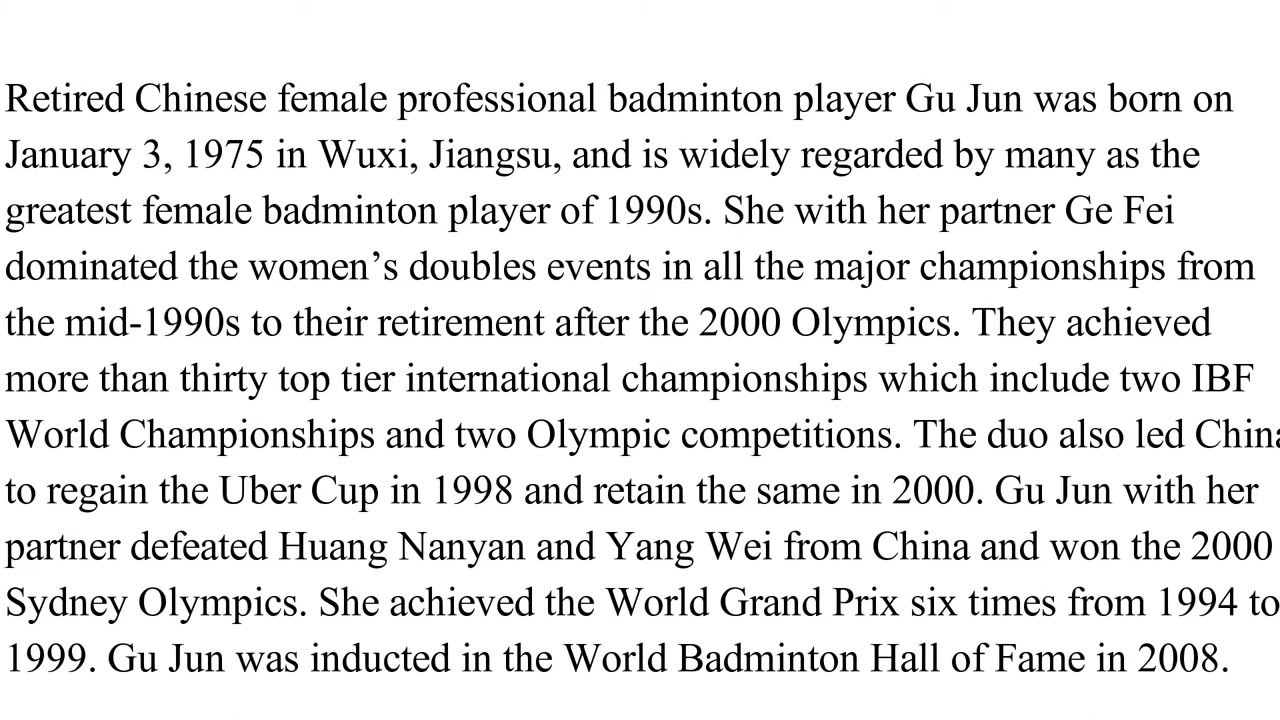 Retired Chinese female professional badminton player Gu Jun was born on
January 3, 1975 in Wuxi, Jiangsu, and is widely regarded by many as the
greatest female badminton player of 1990s. She with her partner Ge Fei
dominated the women’s doubles events in all the major championships from
the mid-1990s to their retirement after the 2000 Olympics. They achieved
more than thirty top tier international championships which include two IBF
World Championships and two Olympic competitions. The duo also led China
to regain the Uber Cup in 1998 and retain the same in 2000. Gu Jun with her
partner defeated Huang Nanyan and Yang Wei from China and won the 2000
Sydney Olympics. She achieved the World Grand Prix six times from 1994 to
1999. Gu Jun was inducted in the World Badminton Hall of Fame in 2008.